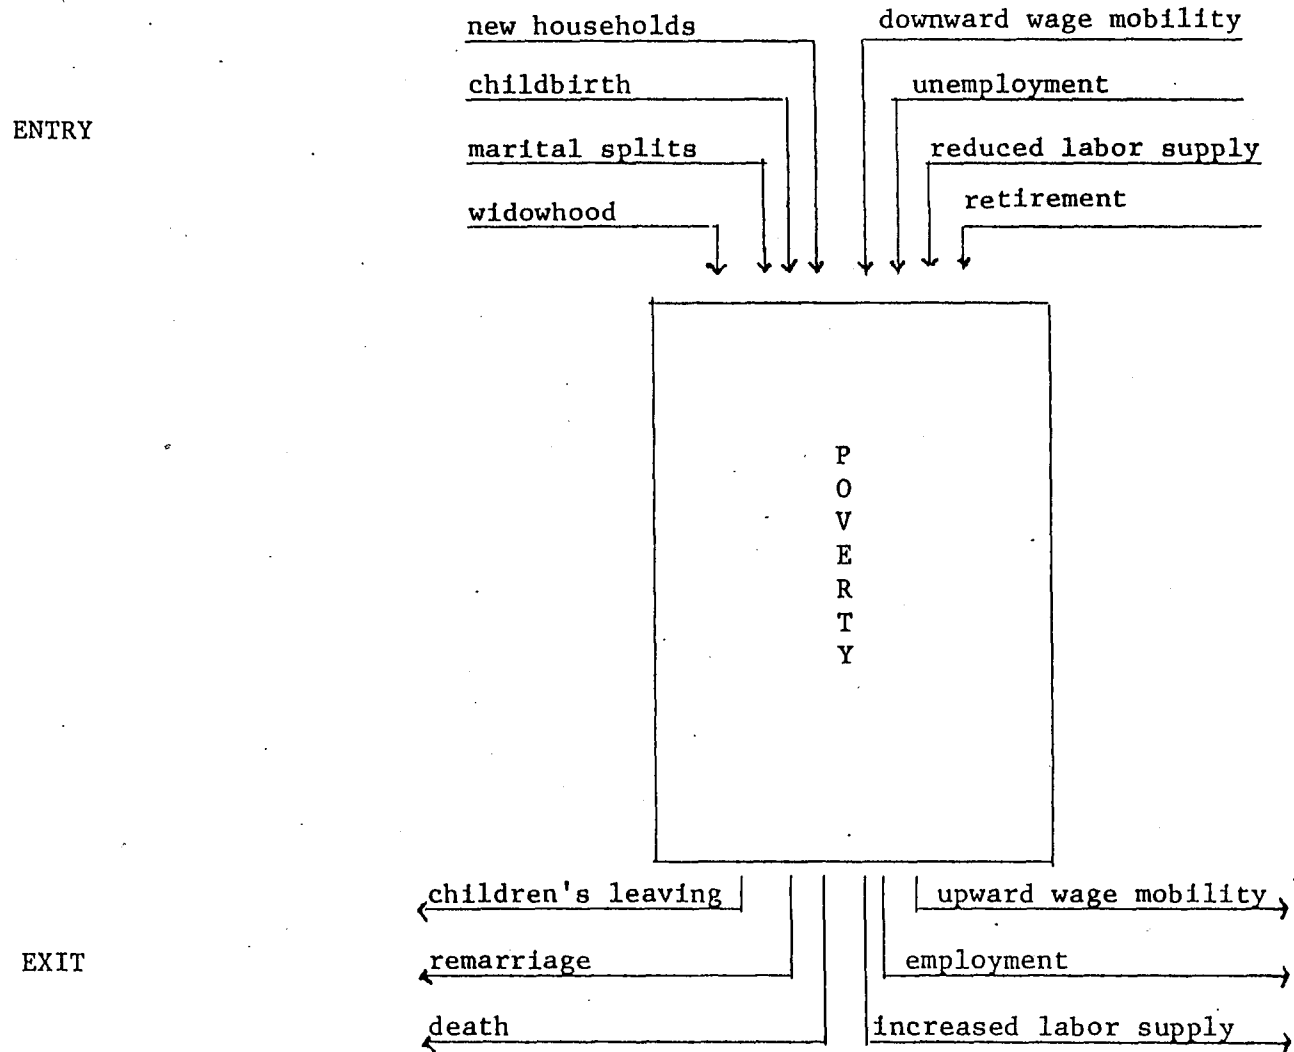 new households
downward wage mobility
childbirth
unemployment
ENTRY
marital splits
reduced labor supply
widowhood
retirement
P
O
V
E
R
T
Y
children's leaving
upward wage mobility
EXIT
remarriage
employment
death
increased labor supply